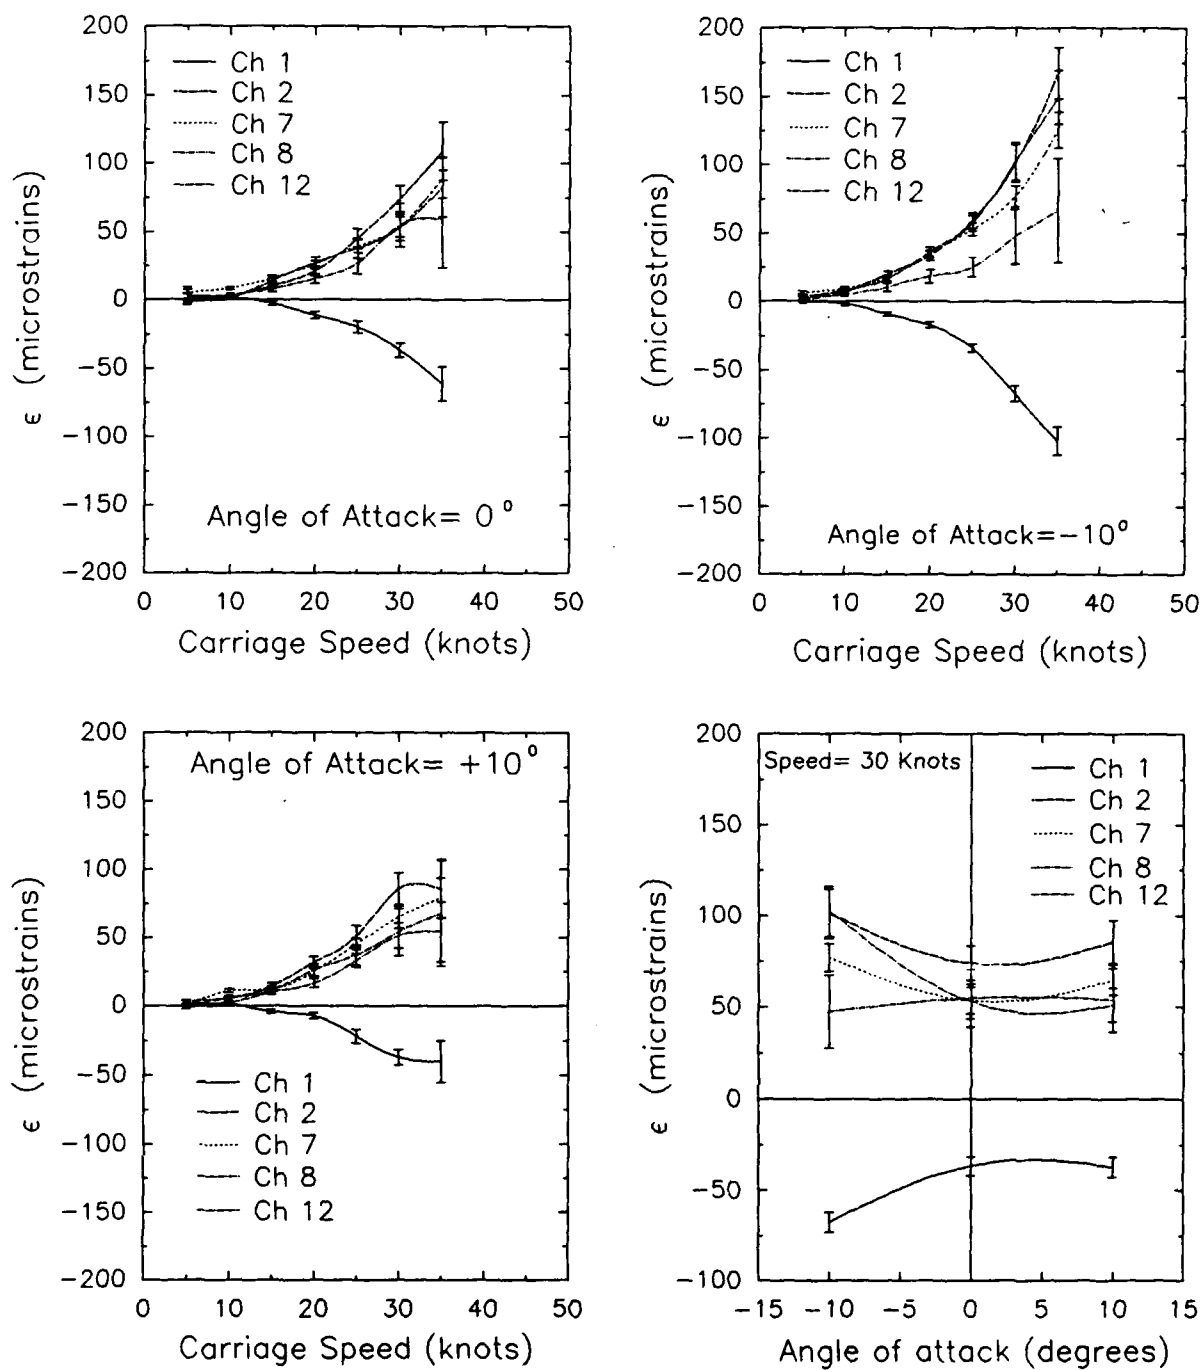 200
150
100
50
0
−50
−100
−150
−200
ϵ (microstrains)
Ch 1
Ch 2
Ch 7
Ch 8
Ch 12
Angle of Attack= 0°
0 10 20 30 40 50
Carriage Speed (knots)
200
150
100
50
0
−50
−100
−150
−200
ϵ (microstrains)
Ch 1
Ch 2
Ch 7
Ch 8
Ch 12
Angle of Attack=−10°
0 10 20 30 40 50
Carriage Speed (knots)
200
150
100
50
0
−50
−100
−150
−200
ϵ (microstrains)
Angle of Attack= +10°
Ch 1
Ch 2
Ch 7
Ch 8
Ch 12
0 10 20 30 40 50
Carriage Speed (knots)
200
150
100
50
0
−50
−100
ϵ (microstrains)
Speed= 30 Knots
Ch 1
Ch 2
Ch 7
Ch 8
Ch 12
−15 −10 −5 0 5 10 15
Angle of attack (degrees)